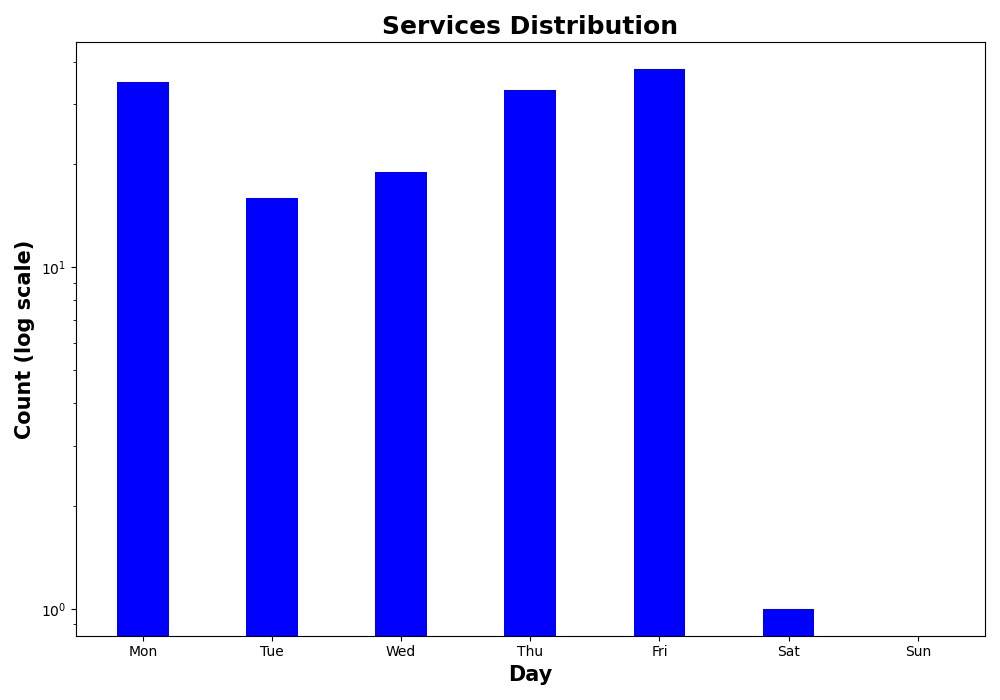 Services Distribution
Count (log scale)
10¹
10⁰
Mon Tue Wed Thu Fri Sat Sun
Day